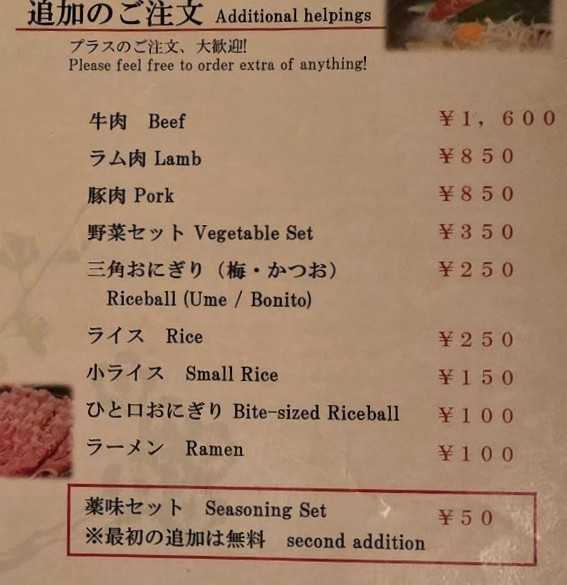 追加のご注文 Additional helpings
プラスのご注文、大歓迎!!
Please feel free to order extra of anything!
牛肉 Beef ¥1,600
ラム肉 Lamb ¥850
豚肉 Pork ¥850
野菜セット Vegetable Set ¥350
三角おにぎり（梅・かつお） ¥250
Riceball (Ume / Bonito)
ライス Rice ¥250
小ライス Small Rice ¥150
ひと口おにぎり Bite-sized Riceball ¥100
ラーメン Ramen ¥100
薬味セット Seasoning Set ¥50
※最初の追加は無料 second addition